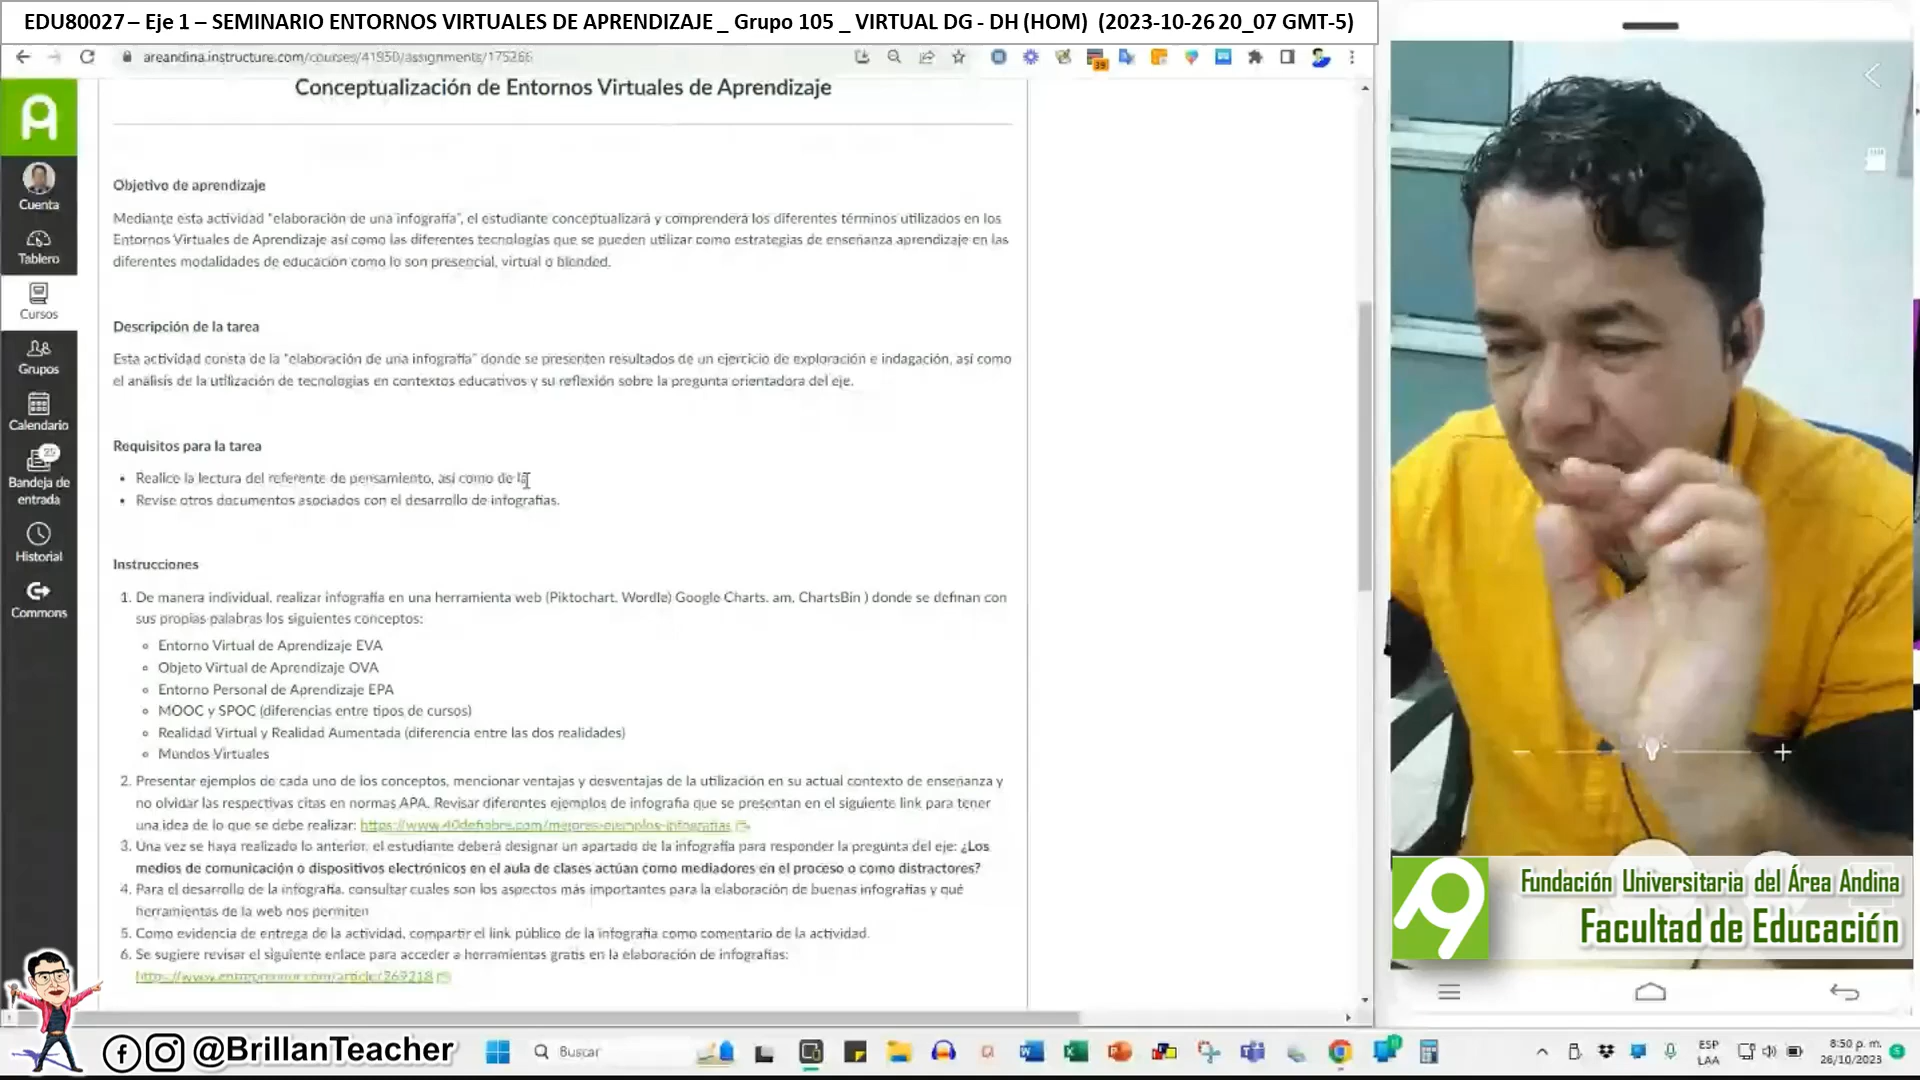 EDU80027 – Eje 1 – SEMINARIO ENTORNOS VIRTUALES DE APRENDIZAJE _ Grupo 105 _ VIRTUAL DG - DH (HOM) (2023-10-26 20_07 GMT-5)
areandina.instructure.com/courses/41950/assignments/175266
39
Conceptualización de Entornos Virtuales de Aprendizaje
Objetivo de aprendizaje
Mediante esta actividad "elaboración de una infografía", el estudiante conceptualizará y comprenderá los diferentes términos utilizados en los
Entornos Virtuales de Aprendizaje así como las diferentes tecnologías que se pueden utilizar como estrategias de enseñanza aprendizaje en las
diferentes modalidades de educación como lo son presencial, virtual o blended.
Descripción de la tarea
Esta actividad consta de la "elaboración de una infografía" donde se presenten resultados de un ejercicio de exploración e indagación, así como
el análisis de la utilización de tecnologías en contextos educativos y su reflexión sobre la pregunta orientadora del eje.
Requisitos para la tarea
Realice la lectura del referente de pensamiento, así como de la
Revise otros documentos asociados con el desarrollo de infografías.
Instrucciones
1. De manera individual, realizar infografía en una herramienta web (Piktochart, Wordle) Google Charts, am, ChartsBin ) donde se definan con
sus propias palabras los siguientes conceptos:
Entorno Virtual de Aprendizaje EVA
Objeto Virtual de Aprendizaje OVA
Entorno Personal de Aprendizaje EPA
MOOC y SPOC (diferencias entre tipos de cursos)
Realidad Virtual y Realidad Aumentada (diferencia entre las dos realidades)
Mundos Virtuales
2. Presentar ejemplos de cada uno de los conceptos, mencionar ventajas y desventajas de la utilización en su actual contexto de enseñanza y
no olvidar las respectivas citas en normas APA. Revisar diferentes ejemplos de infografía que se presentan en el siguiente link para tener
una idea de lo que se debe realizar: https://www.40defiebre.com/mejores-ejemplos-infografias
3. Una vez se haya realizado lo anterior, el estudiante deberá designar un apartado de la infografía para responder la pregunta del eje: ¿Los
medios de comunicación o dispositivos electrónicos en el aula de clases actúan como mediadores en el proceso o como distractores?
4. Para el desarrollo de la infografía, consultar cuales son los aspectos más importantes para la elaboración de buenas infografías y qué
herramientas de la web nos permiten
5. Como evidencia de entrega de la actividad, compartir el link público de la infografía como comentario de la actividad.
6. Se sugiere revisar el siguiente enlace para acceder a herramientas gratis en la elaboración de infografías:
https://www.entrepreneur.com/article/269218
Cuenta
Tablero
Cursos
Grupos
Calendario
25
Bandeja de
entrada
Historial
Commons
Fundación Universitaria del Área Andina
Facultad de Educación
@BrillanTeacher
Buscar
ESP
LAA
8:50 p. m.
26/10/2023